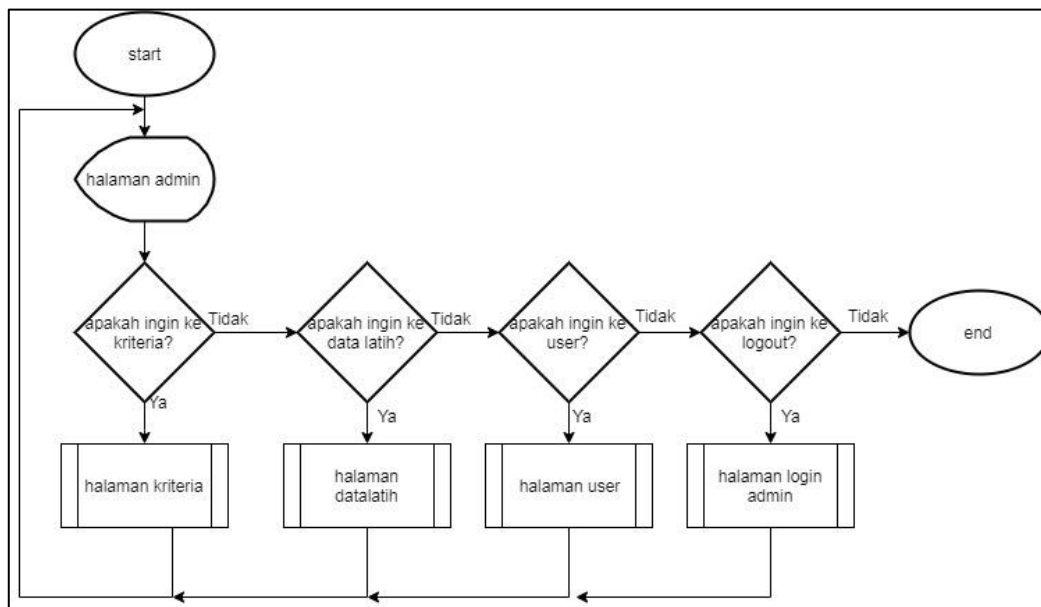 start
halaman admin
apakah ingin ke
kriteria?
Tidak
apakah ingin ke
data latih?
Tidak
apakah ingin ke
user?
Tidak
apakah ingin ke
logout?
Tidak
end
Ya
Ya
Ya
Ya
halaman kriteria
halaman
datalatih
halaman user
halaman login
admin